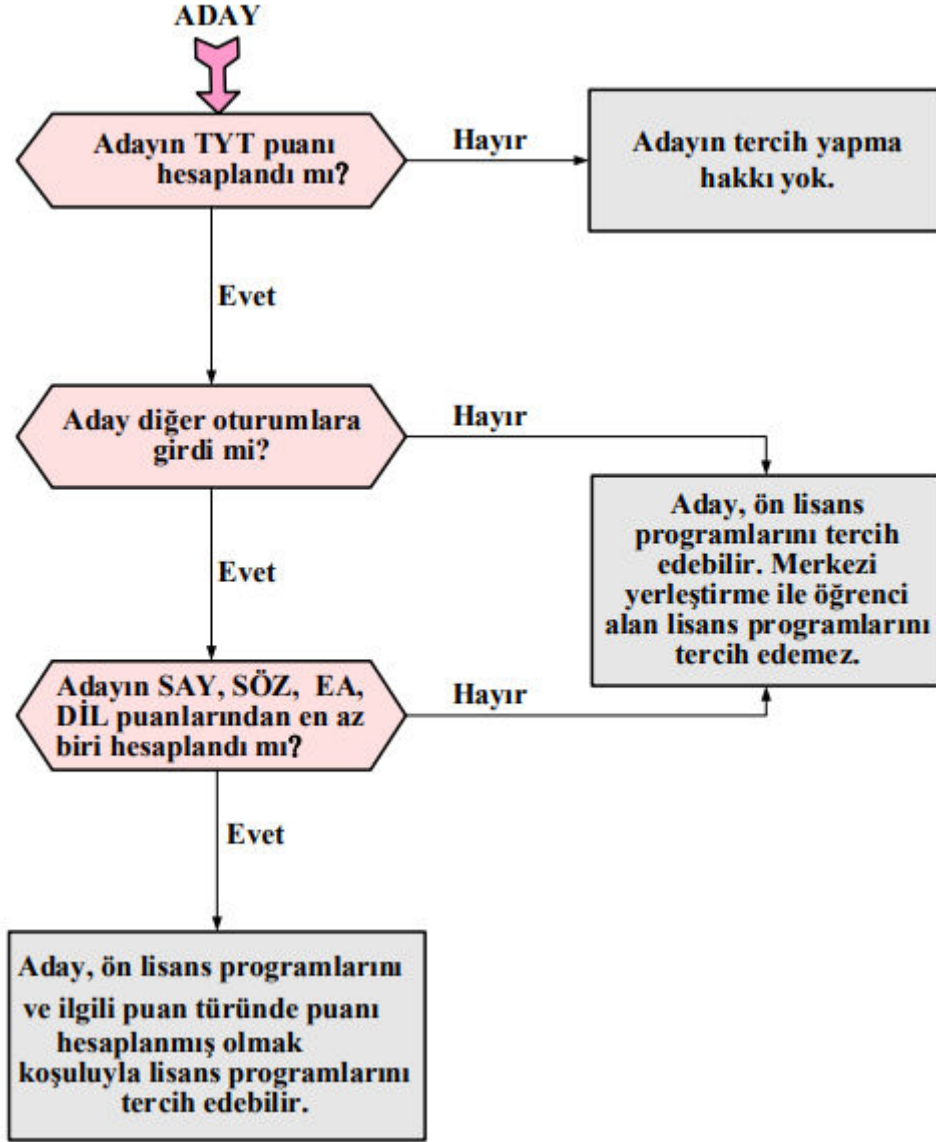 ADAY
Adayın TYT puanı
hesaplandı mı?
Hayır
Adayın tercih yapma
hakkı yok.
Evet
Aday diğer oturumlara
girdi mi?
Hayır
Aday, ön lisans
programlarını tercih
edebilir. Merkezi
yerleştirme ile öğrenci
alan lisans programlarını
tercih edemez.
Evet
Adayın SAY, SÖZ, EA,
DİL puanlarından en az
biri hesaplandı mı?
Hayır
Evet
Aday, ön lisans programlarını
ve ilgili puan türünde puanı
hesaplanmış olmak
koşuluyla lisans programlarını
tercih edebilir.